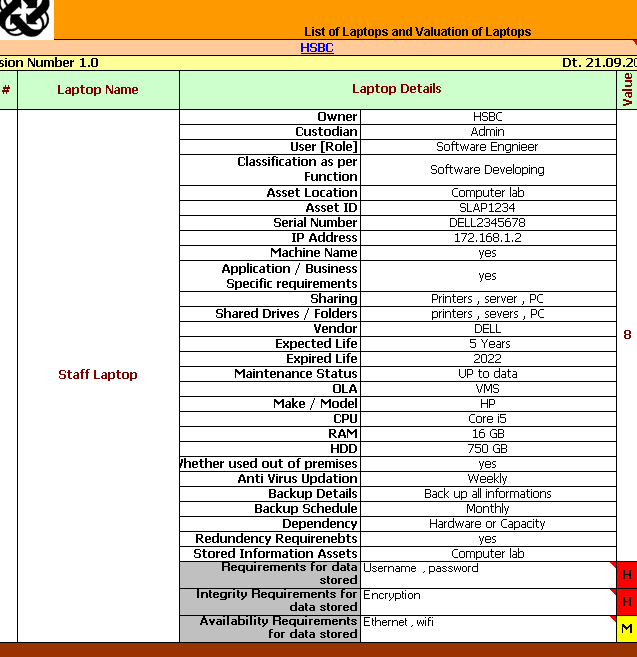 List of Laptops and Valuation of Laptops
HSBC
sion Number 1.0 Dt. 21.09.20
# Laptop Name Laptop Details Value
Owner HSBC
Custodian Admin
User [Role] Software Engnieer
Classification as per
Function Software Developing
Asset Location Computer lab
Asset ID SLAP1234
Serial Number DELL2345678
IP Address 172.168.1.2
Machine Name yes
Application / Business
Specific requirements yes
Sharing Printers , server , PC
Shared Drives / Folders printers , severs , PC
Vendor DELL
8
Expected Life 5 Years
Expired Life 2022
Staff Laptop
Maintenance Status UP to data
OLA VMS
Make / Model HP
CPU Core i5
RAM 16 GB
HDD 750 GB
Whether used out of premises yes
Anti Virus Updation Weekly
Backup Details Back up all informations
Backup Schedule Monthly
Dependency Hardware or Capacity
Redundency Requirenebts yes
Stored Information Assets Computer lab
Requirements for data
stored Username , password H
Integrity Requirements for
data stored Encryption H
Availability Requirements
for data stored Ethernet , wifi M